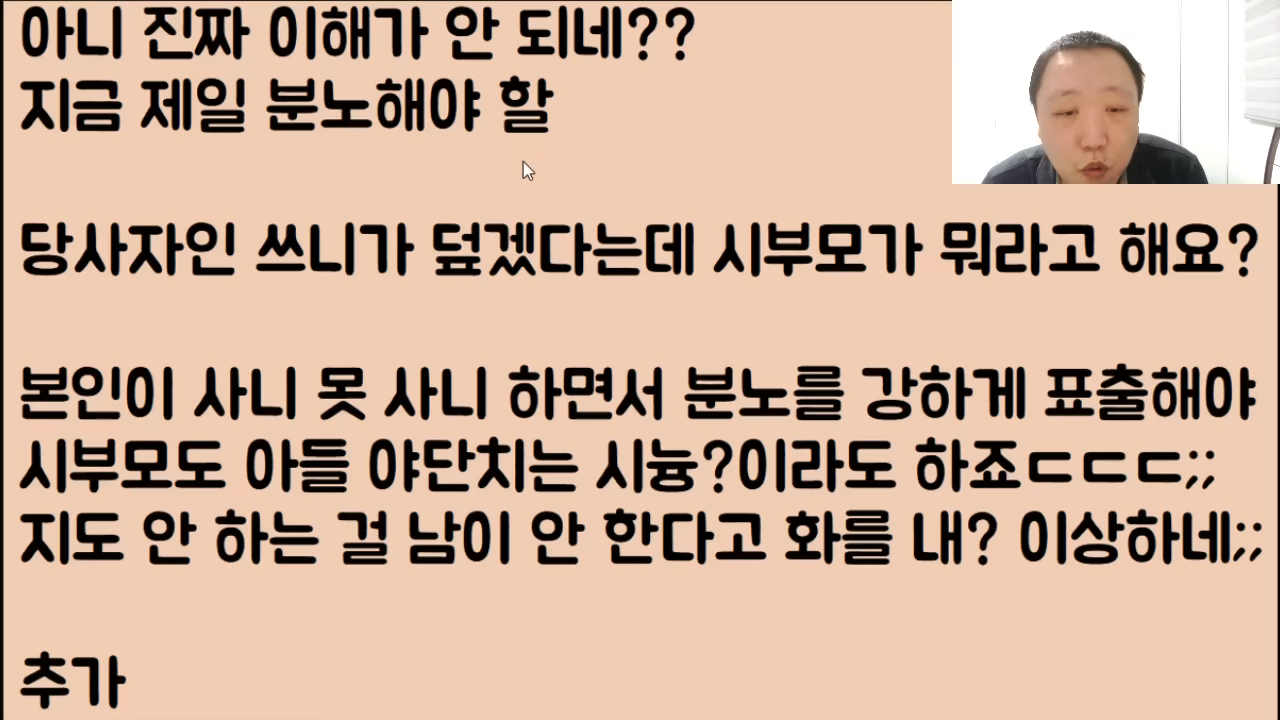 아니 진짜 이해가 안 되네??
지금 제일 분노해야 할
당사자인 쓰니가 덮겠다는데 시부모가 뭐라고 해요?
본인이 사니 못 사니 하면서 분노를 강하게 표출해야
시부모도 아들 야단치는 시늉?이라도 하죠ㄷㄷㄷ;;
지도 안 하는 걸 남이 안 한다고 화를 내? 이상하네;;
추가